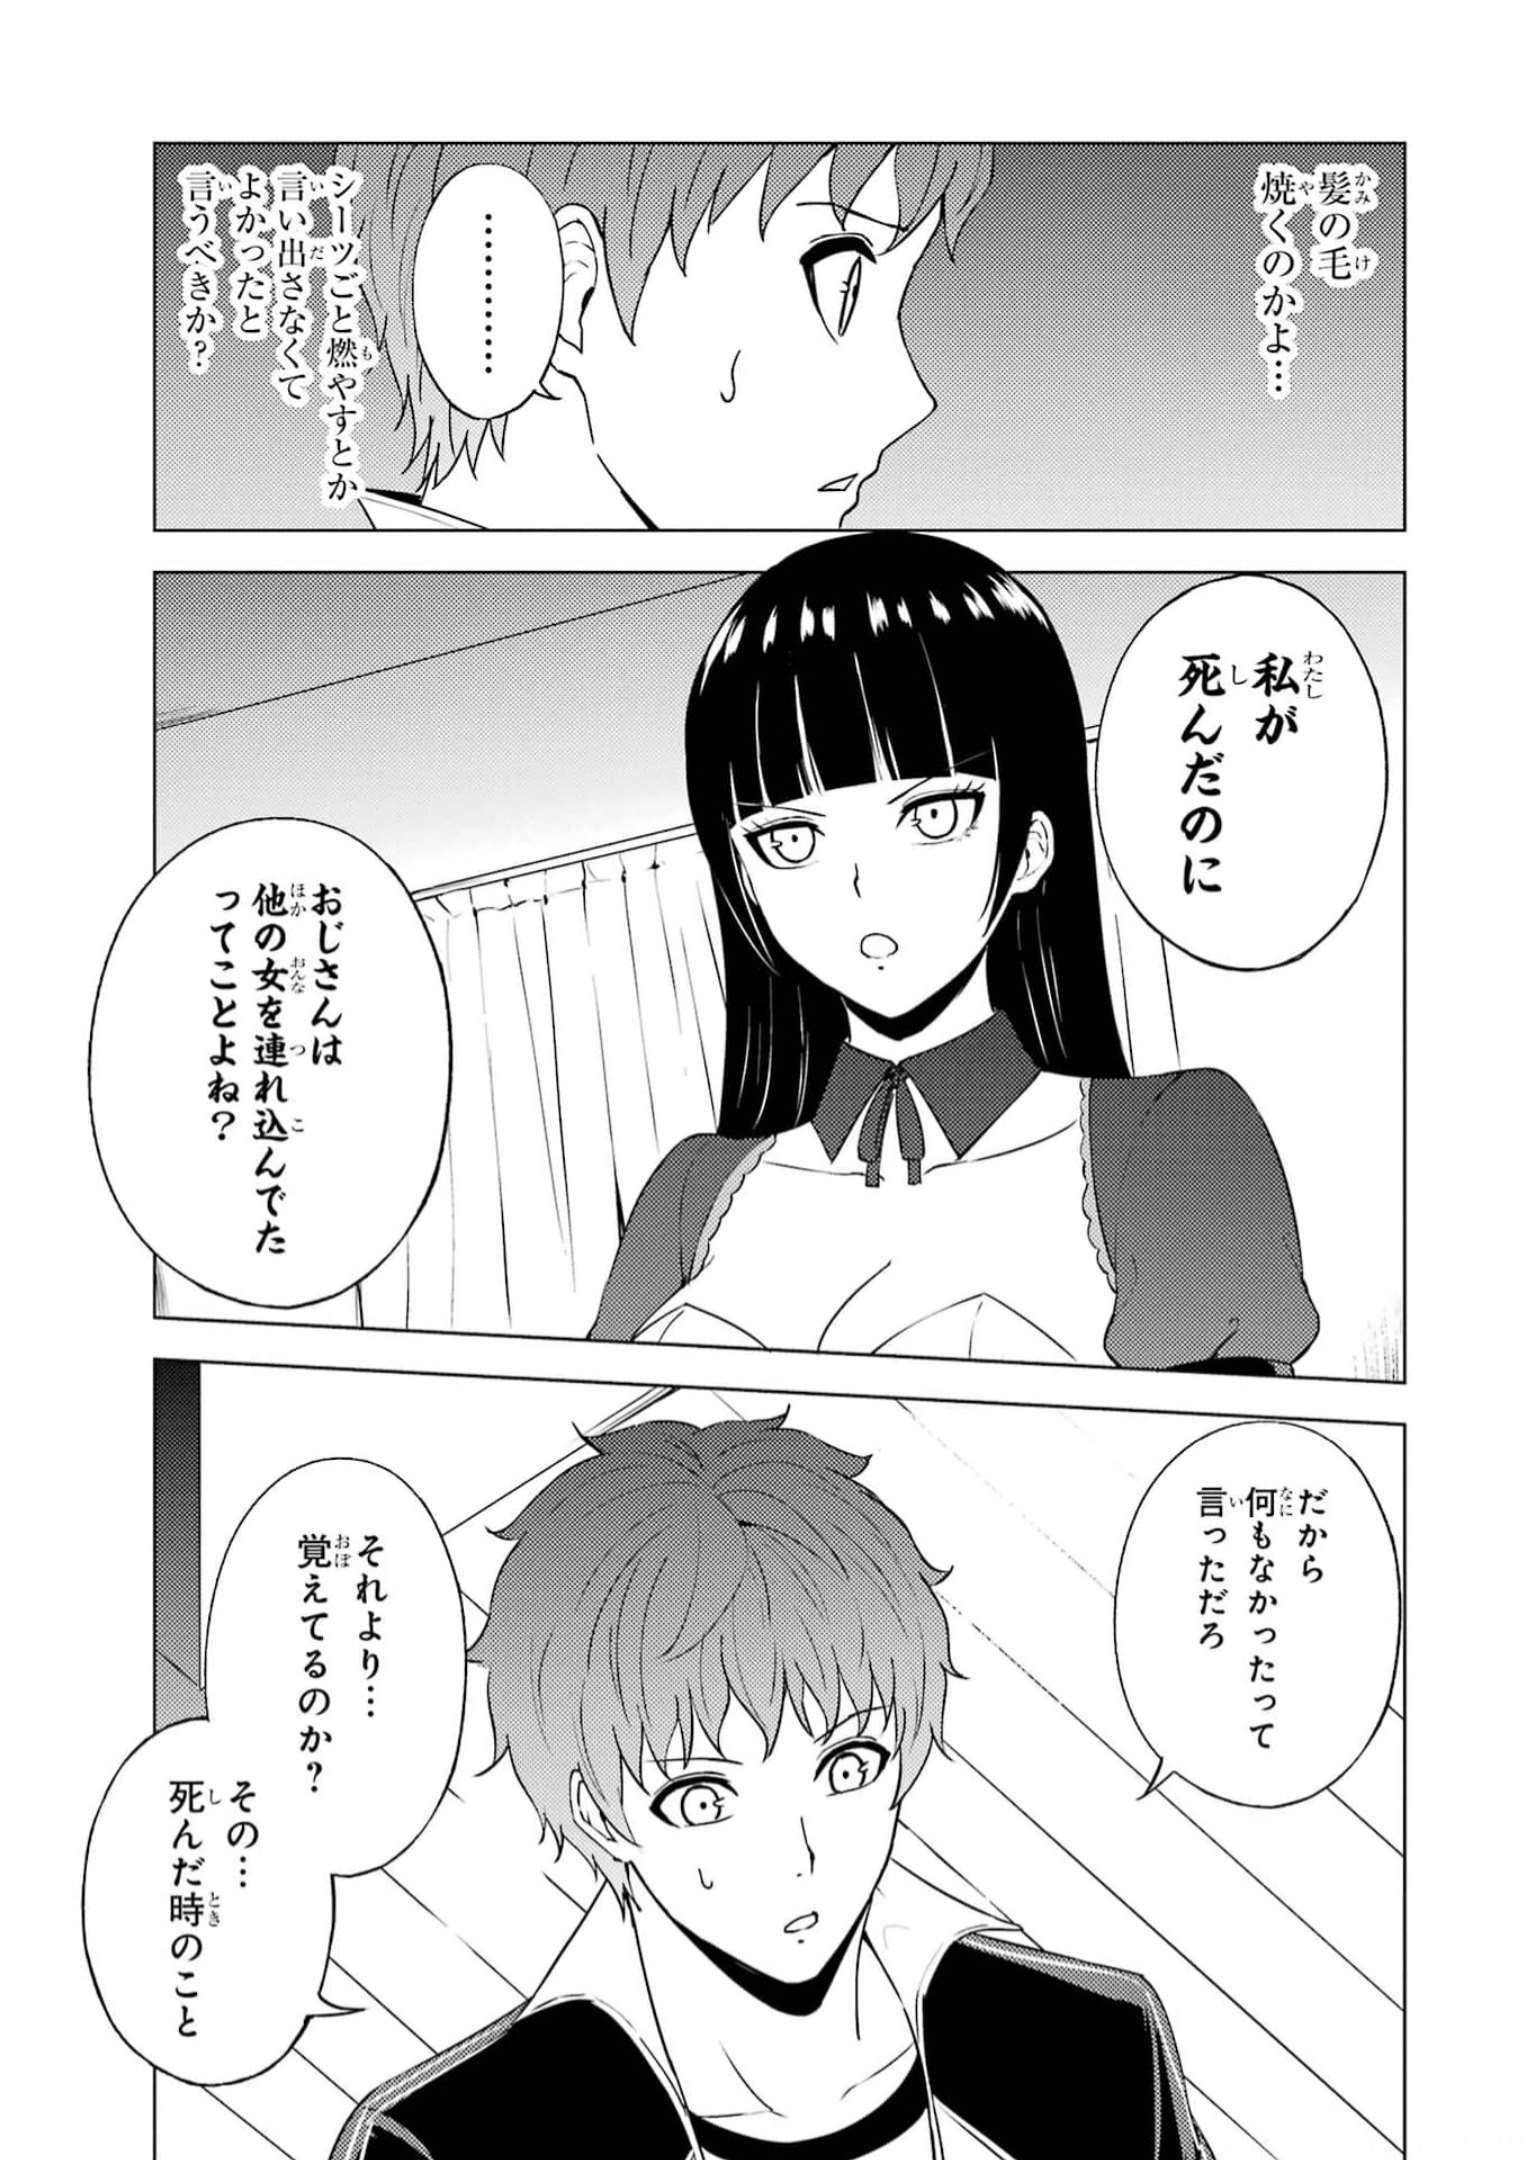 髪の毛
焼くのかよ…
…………
シーツごと燃やすとか
言い出さなくて
よかったと
言うべきか？
私が
死んだのに
おじさんは
他の女を連れ込んでた
ってことよね？
だから
何もなかったって
言っただろ
それより…
覚えてるのか？
その…
死んだ時のこと